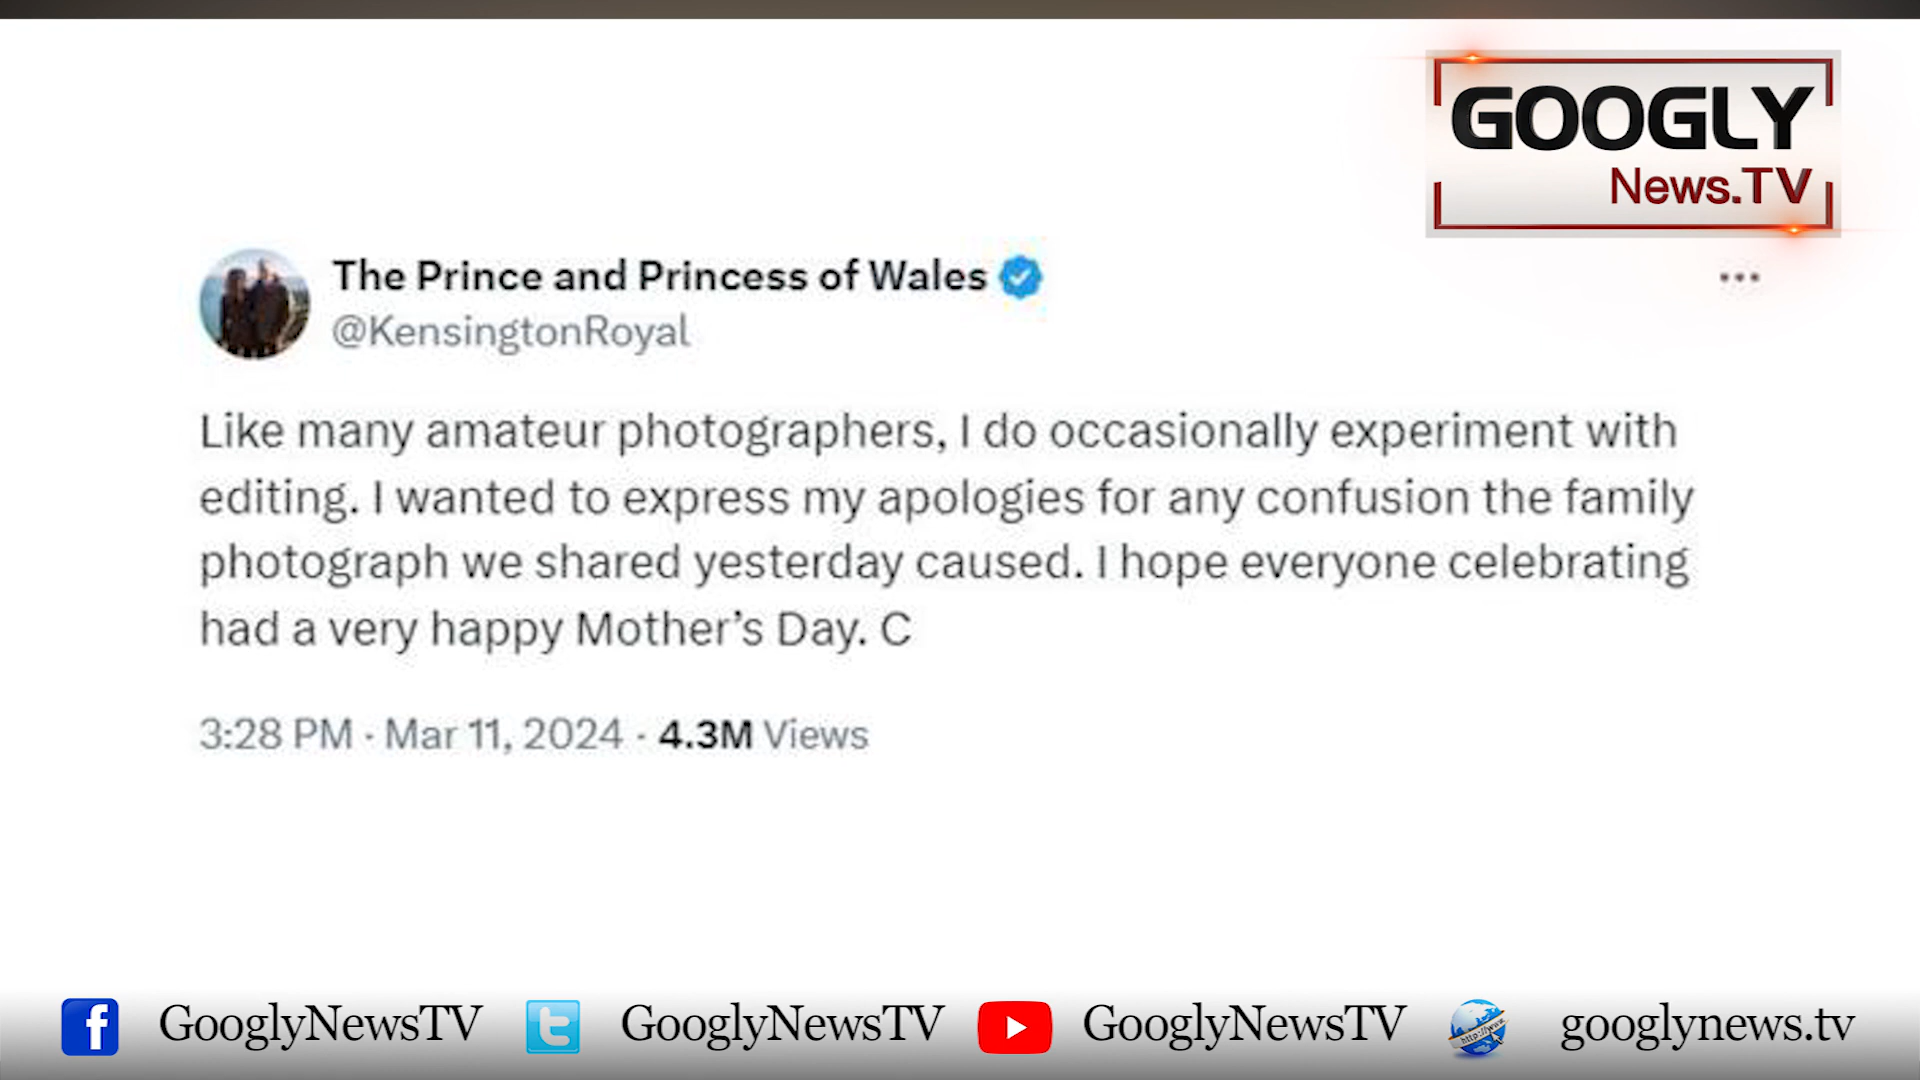 GOOGLY
News.TV
The Prince and Princess of Wales
@KensingtonRoyal
Like many amateur photographers, I do occasionally experiment with
editing. I wanted to express my apologies for any confusion the family
photograph we shared yesterday caused. I hope everyone celebrating
had a very happy Mother’s Day. C
3:28 PM · Mar 11, 2024 · 4.3M Views
GooglyNewsTV GooglyNewsTV GooglyNewsTV googlynews.tv